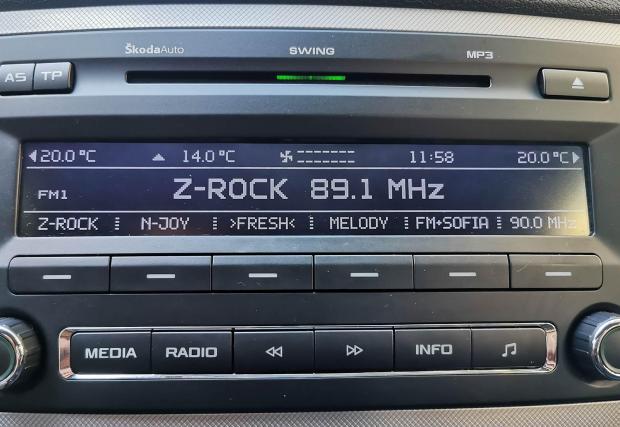 ŠkodaAuto SWING MP3
AS TP
20.0 °C 14.0 °C 11:58 20.0 °C
FM1 Z-ROCK 89.1 MHz
Z-ROCK N-JOY >FRESH< MELODY FM+SOFIA 90.0 MHz
MEDIA RADIO INFO